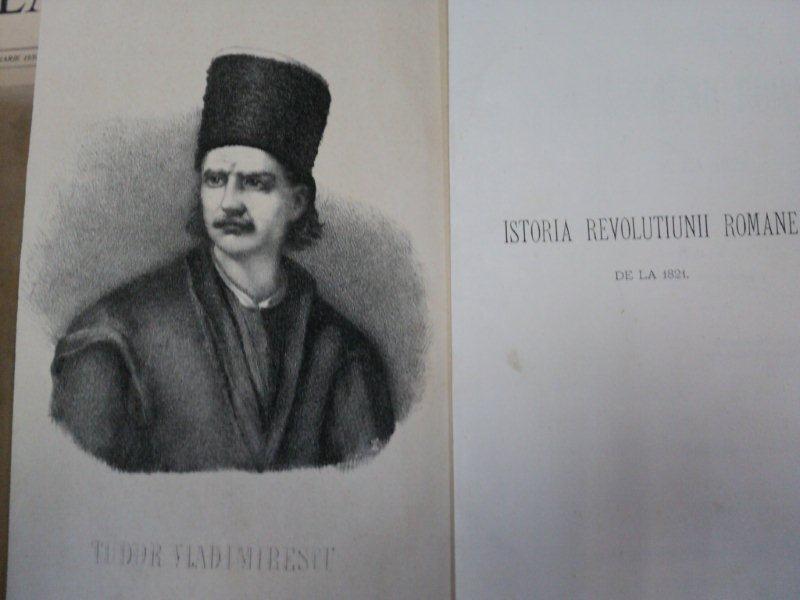 TUDOR VLADIMIRESCU
ISTORIA REVOLUTIUNII ROMANE
DE LA 1821.